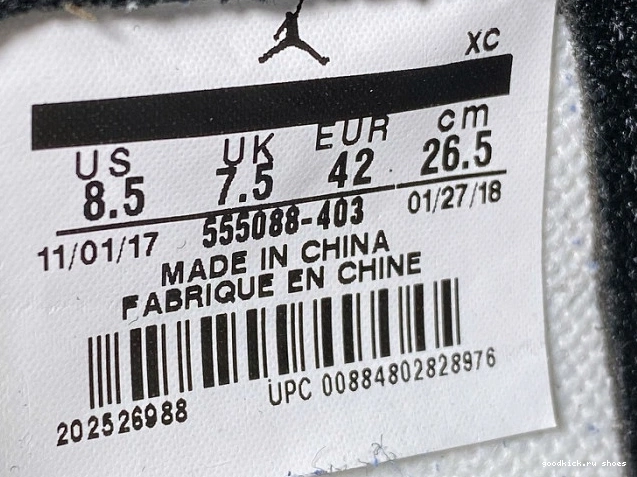 XC
US UK EUR cm
8.5 7.5 42 26.5
555088-403
11/01/17 01/27/18
MADE IN CHINA
FABRIQUE EN CHINE
202526988 UPC 00884802828976
goodkick.ru shoes